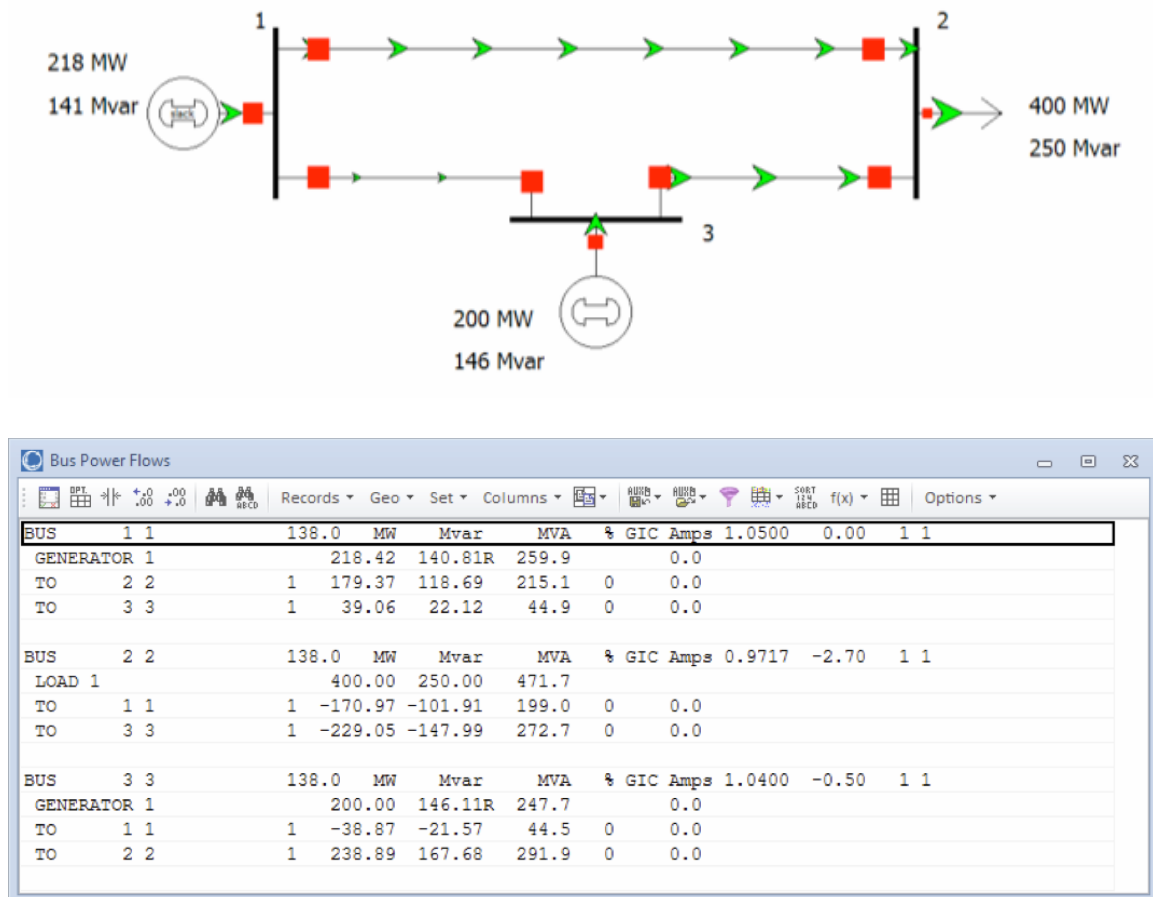 1
2
218 MW
141 Mvar
slack
400 MW
250 Mvar
3
200 MW
146 Mvar
Bus Power Flows
Records Geo Set Columns SORT 124 ABCD f(x) Options
BUS 1 1 138.0 MW Mvar MVA % GIC Amps 1.0500 0.00 1 1
GENERATOR 1 218.42 140.81R 259.9 0.0
TO 2 2 1 179.37 118.69 215.1 0 0.0
TO 3 3 1 39.06 22.12 44.9 0 0.0
BUS 2 2 138.0 MW Mvar MVA % GIC Amps 0.9717 -2.70 1 1
LOAD 1 400.00 250.00 471.7
TO 1 1 1 -170.97 -101.91 199.0 0 0.0
TO 3 3 1 -229.05 -147.99 272.7 0 0.0
BUS 3 3 138.0 MW Mvar MVA % GIC Amps 1.0400 -0.50 1 1
GENERATOR 1 200.00 146.11R 247.7 0.0
TO 1 1 1 -38.87 -21.57 44.5 0 0.0
TO 2 2 1 238.89 167.68 291.9 0 0.0